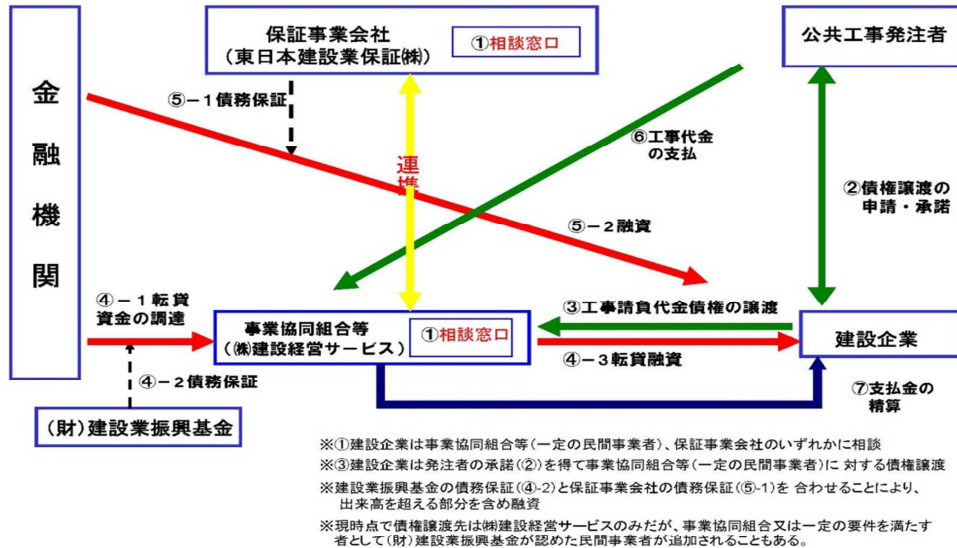 保証事業会社
(東日本建設業保証㈱)
①相談窓口
公共工事発注者
金融機関
⑤-1債務保証
連携
⑥工事代金
の支払
②債権譲渡の
申請・承諾
⑤-2融資
④-1転貸
資金の調達
事業協同組合等
(㈱建設経営サービス)
①相談窓口
③工事請負代金債権の譲渡
④-3転貸融資
建設企業
④-2債務保証
(財)建設業振興基金
⑦支払金の
精算
※①建設企業は事業協同組合等(一定の民間事業者)、保証事業会社のいずれかに相談
※③建設企業は発注者の承諾(②)を得て事業協同組合等(一定の民間事業者)に 対する債権譲渡
※建設業振興基金の債務保証(④-2)と保証事業会社の債務保証(⑤-1)を 合わせることにより、
出来高を超える部分を含め融資
※現時点で債権譲渡先は㈱建設経営サービスのみだが、事業協同組合又は一定の要件を満たす
者として(財)建設業振興基金が認めた民間事業者が追加されることもある。